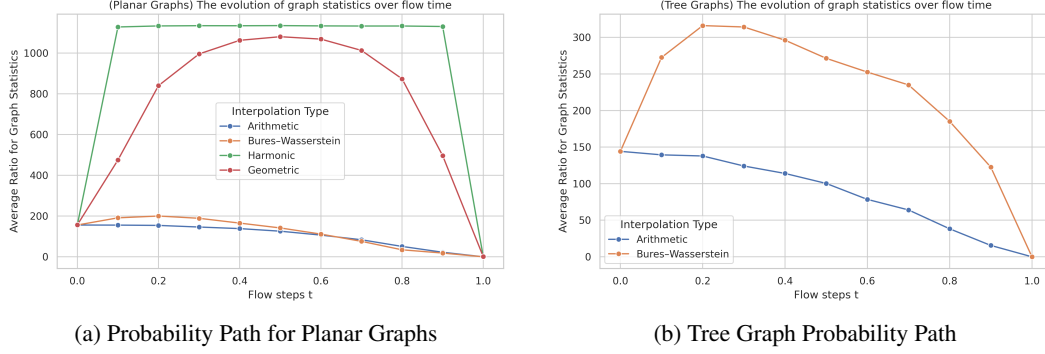 (Planar Graphs) The evolution of graph statistics over flow time
Average Ratio for Graph Statistics
1000
800
600
400
200
0
Interpolation Type
Arithmetic
Bures–Wasserstein
Harmonic
Geometric
0.0 0.2 0.4 0.6 0.8 1.0
Flow steps t
(a) Probability Path for Planar Graphs
(Tree Graphs) The evolution of graph statistics over flow time
Average Ratio for Graph Statistics
300
250
200
150
100
50
0
Interpolation Type
Arithmetic
Bures–Wasserstein
0.0 0.2 0.4 0.6 0.8 1.0
Flow steps t
(b) Tree Graph Probability Path